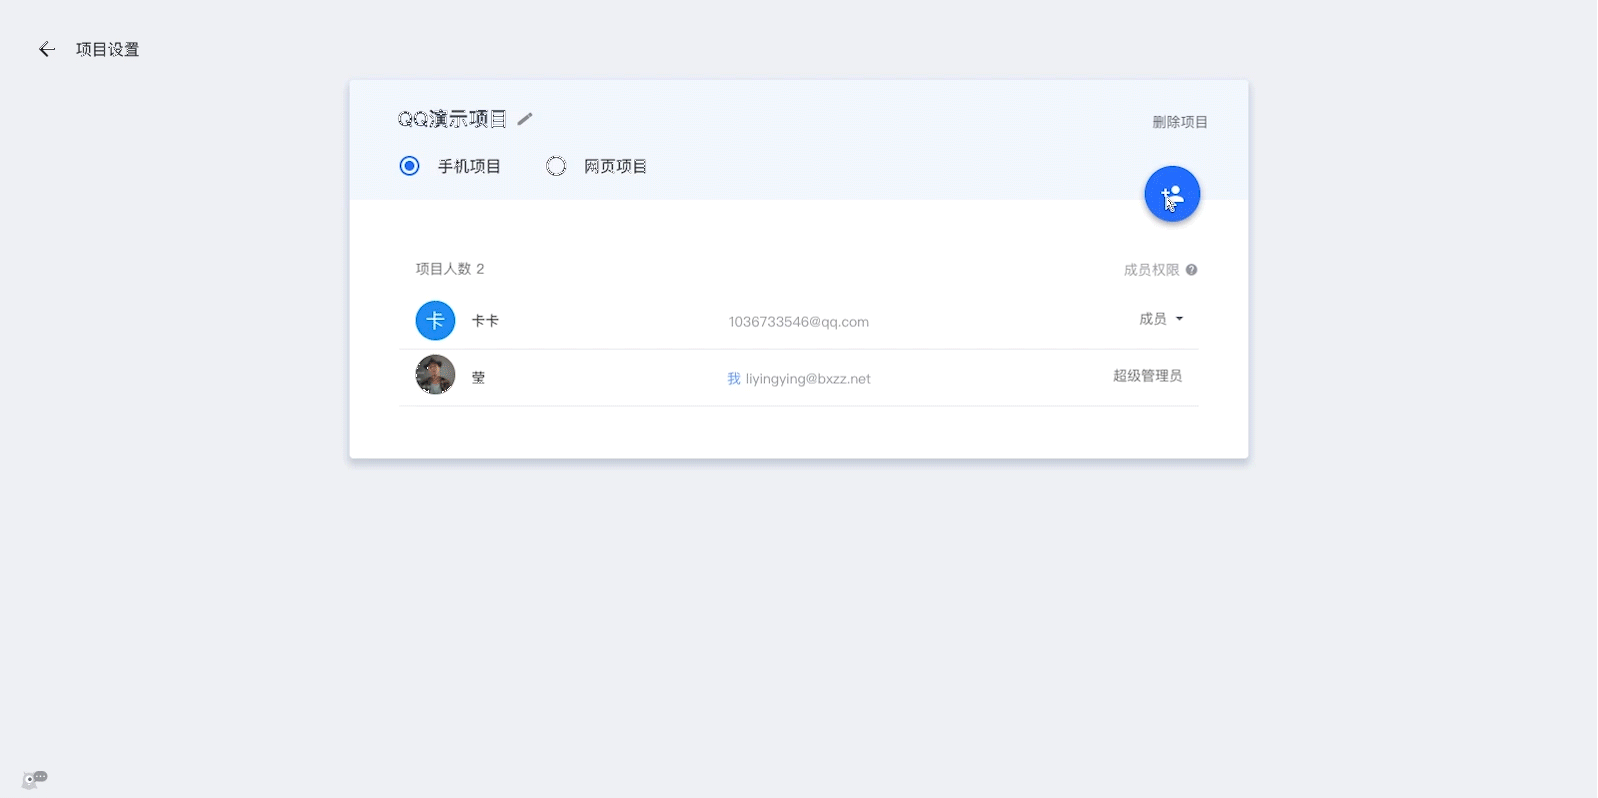 项目设置
QQ演示项目
删除项目
手机项目 网页项目
项目人数 2
成员权限
卡 卡卡 1036733546@qq.com 成员
莹 我 liyingying@bxzz.net 超级管理员